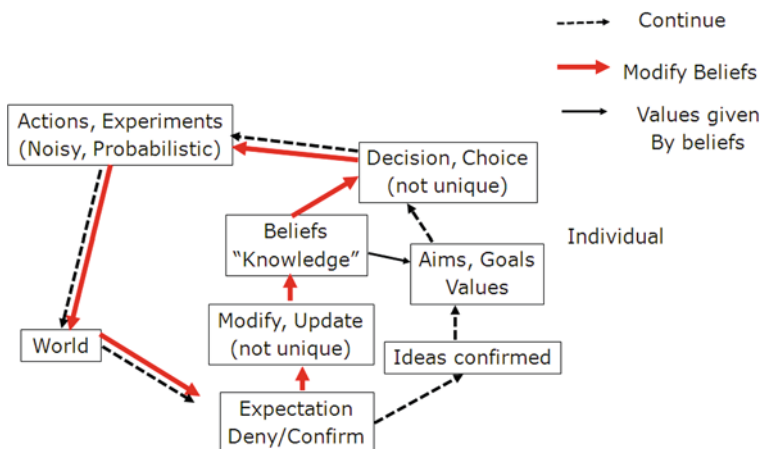 Continue
Modify Beliefs
Values given
By beliefs
Actions, Experiments
(Noisy, Probabilistic)
Decision, Choice
(not unique)
Beliefs
“Knowledge”
Individual
Aims, Goals
Values
Modify, Update
(not unique)
World
Ideas confirmed
Expectation
Deny/Confirm